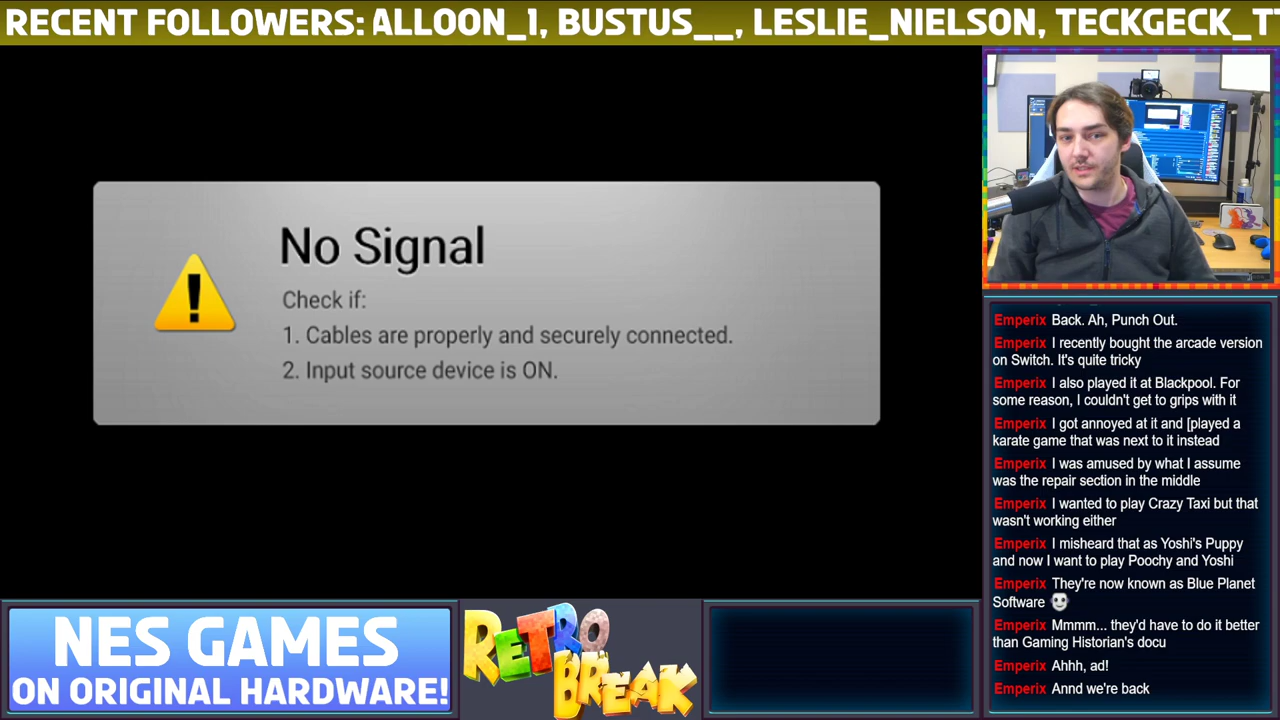 RECENT FOLLOWERS: ALLOON_1, BUSTUS__, LESLIE_NIELSON, TECKGECK_T
No Signal
Check if:
1. Cables are properly and securely connected.
2. Input source device is ON.
Emperix Back. Ah, Punch Out.
Emperix I recently bought the arcade version
on Switch. It's quite tricky
Emperix I also played it at Blackpool. For
some reason, I couldn't get to grips with it
Emperix I got annoyed at it and [played a
karate game that was next to it instead
Emperix I was amused by what I assume
was the repair section in the middle
Emperix I wanted to play Crazy Taxi but that
wasn't working either
Emperix I misheard that as Yoshi's Puppy
and now I want to play Poochy and Yoshi
Emperix They're now known as Blue Planet
Software
Emperix Mmmm... they'd have to do it better
than Gaming Historian's docu
Emperix Ahhh, ad!
Emperix Annd we're back
NES GAMES
ON ORIGINAL HARDWARE!
RETRO
BREAK